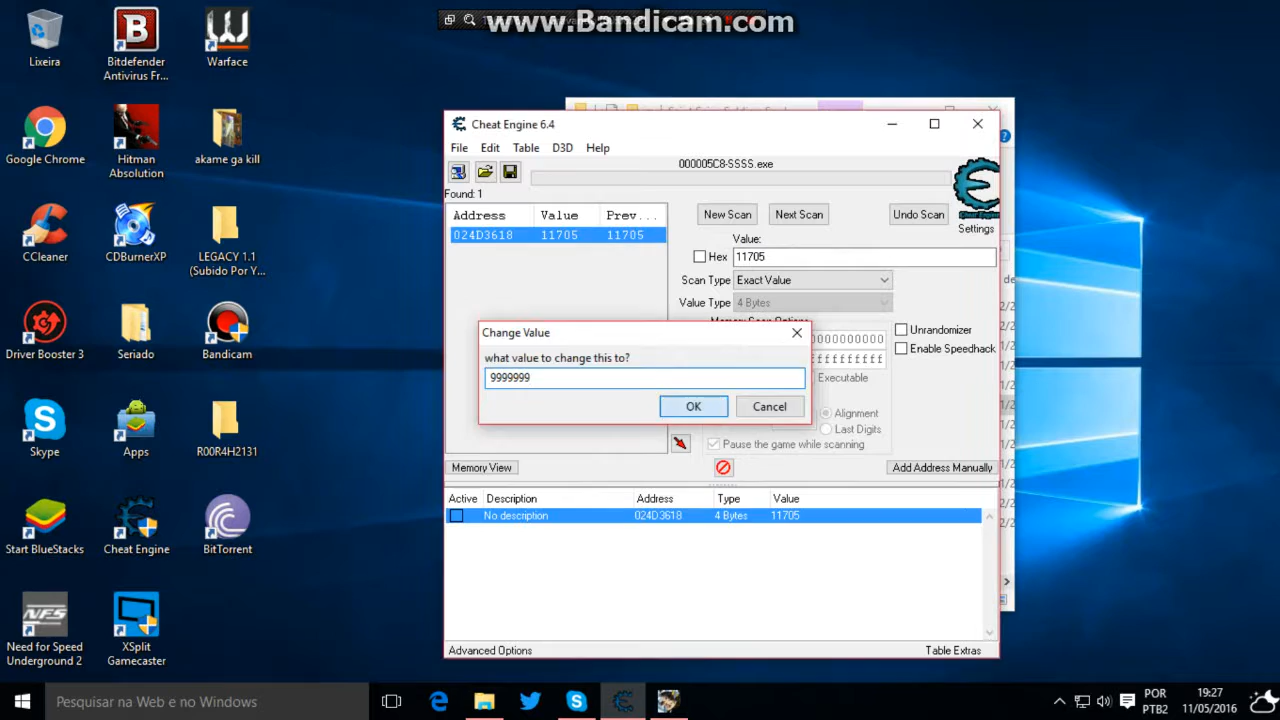 www.Bandicam.com
Lixeira
Bitdefender
Antivirus Fr...
Warface
Google Chrome
Hitman
Absolution
akame ga kill
CCleaner
CDBurnerXP
LEGACY 1.1
(Subido Por Y...
Driver Booster 3
Seriado
Bandicam
Skype
Apps
R00R4H2131
Start BlueStacks
Cheat Engine
BitTorrent
NFS
Need for Speed
Underground 2
XSplit
Gamecaster
Cheat Engine 6.4
File Edit Table D3D Help
000005C8-SSSS.exe
Found: 1
Address Value Prev...
024D3618 11705 11705
New Scan Next Scan Undo Scan
Settings
Value:
Hex 11705
Scan Type Exact Value
Value Type 4 Bytes
Unrandomizer
Enable Speedhack
Change Value
what value to change this to?
9999999
OK Cancel
Executable
Alignment
Last Digits
Pause the game while scanning
Memory View
Add Address Manually
Active Description Address Type Value
No description 024D3618 4 Bytes 11705
Advanced Options
Table Extras
Pesquisar na Web e no Windows
POR
PTB2
19:27
11/05/2016